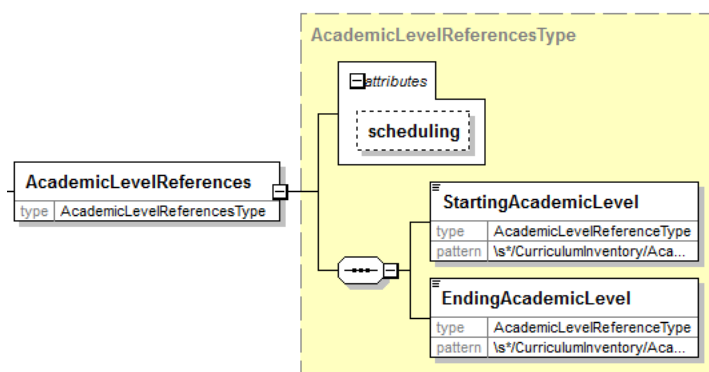 AcademicLevelReferencesType
attributes
scheduling
AcademicLevelReferences
type AcademicLevelReferencesType
StartingAcademicLevel
type AcademicLevelReferenceType
pattern \s*/CurriculumInventory/Aca...
EndingAcademicLevel
type AcademicLevelReferenceType
pattern \s*/CurriculumInventory/Aca...